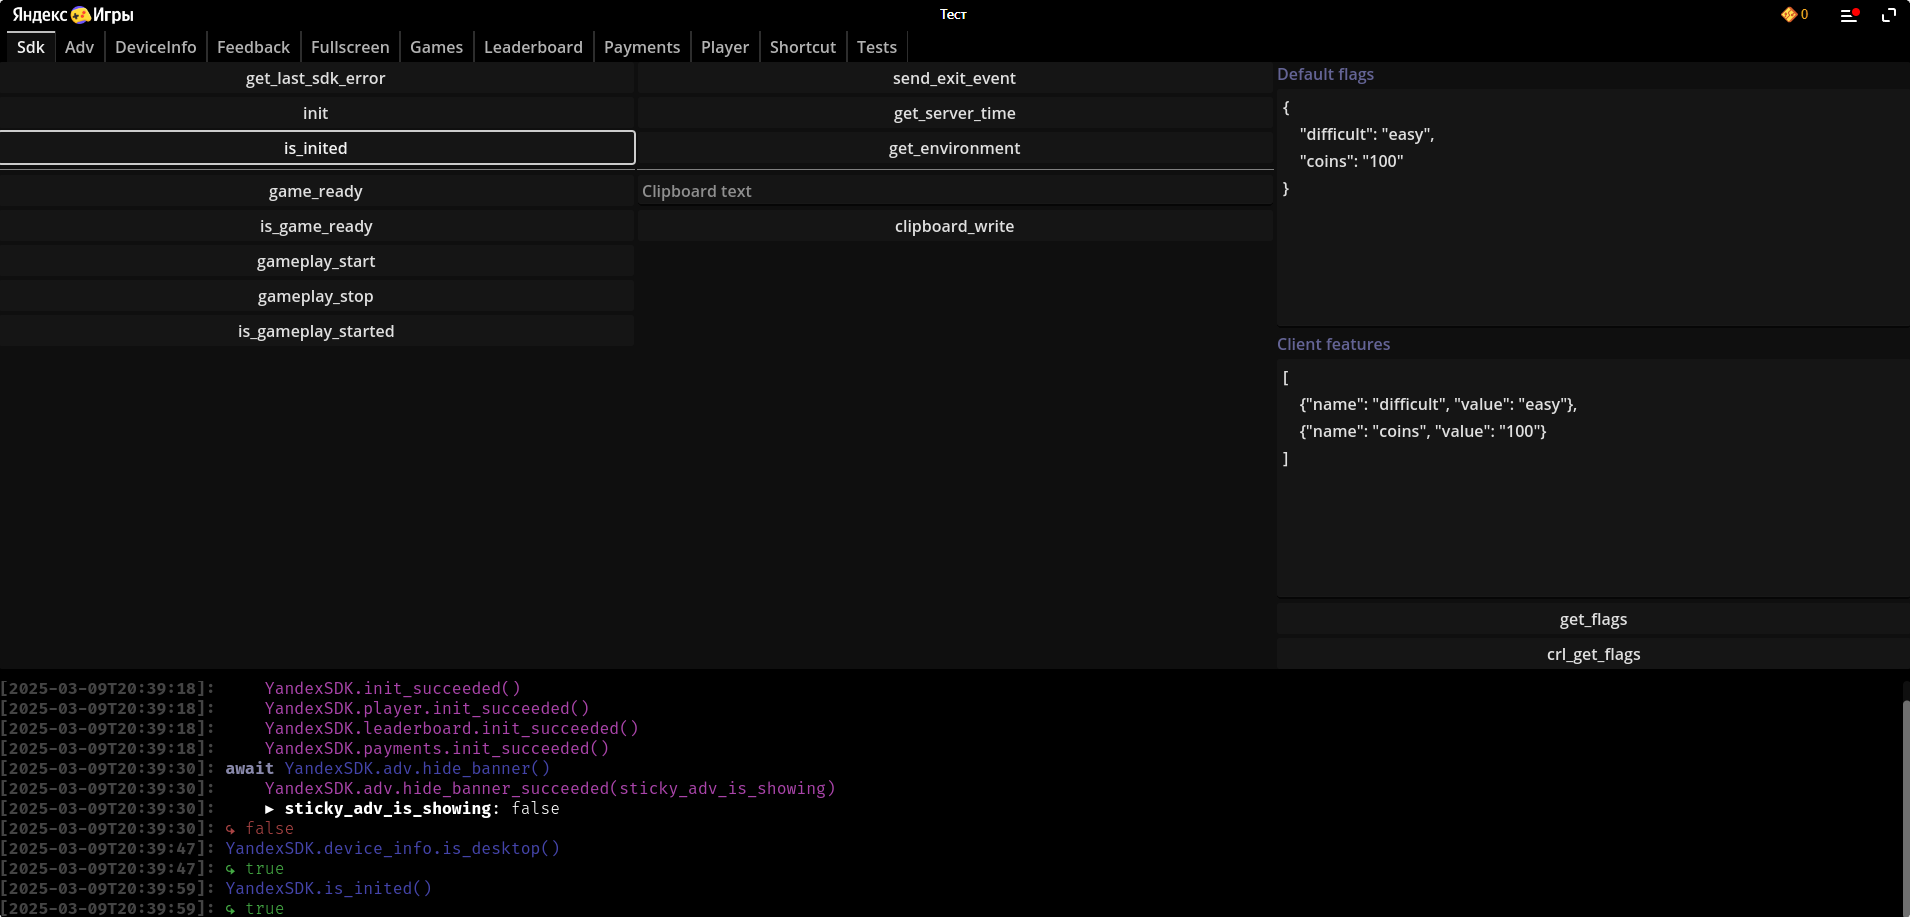 Яндекс Игры
Тест
0
Sdk Adv DeviceInfo Feedback Fullscreen Games Leaderboard Payments Player Shortcut Tests
get_last_sdk_error
init
is_inited
game_ready
is_game_ready
gameplay_start
gameplay_stop
is_gameplay_started
send_exit_event
get_server_time
get_environment
Clipboard text
clipboard_write
Default flags
{
"difficult": "easy",
"coins": "100"
}
Client features
[
{"name": "difficult", "value": "easy"},
{"name": "coins", "value": "100"}
]
get_flags
crl_get_flags
[2025-03-09T20:39:18]: YandexSDK.init_succeeded()
[2025-03-09T20:39:18]: YandexSDK.player.init_succeeded()
[2025-03-09T20:39:18]: YandexSDK.leaderboard.init_succeeded()
[2025-03-09T20:39:18]: YandexSDK.payments.init_succeeded()
[2025-03-09T20:39:30]: await YandexSDK.adv.hide_banner()
[2025-03-09T20:39:30]: YandexSDK.adv.hide_banner_succeeded(sticky_adv_is_showing)
[2025-03-09T20:39:30]: ▶ sticky_adv_is_showing: false
[2025-03-09T20:39:30]: ↪ false
[2025-03-09T20:39:47]: YandexSDK.device_info.is_desktop()
[2025-03-09T20:39:47]: ↪ true
[2025-03-09T20:39:59]: YandexSDK.is_inited()
[2025-03-09T20:39:59]: ↪ true